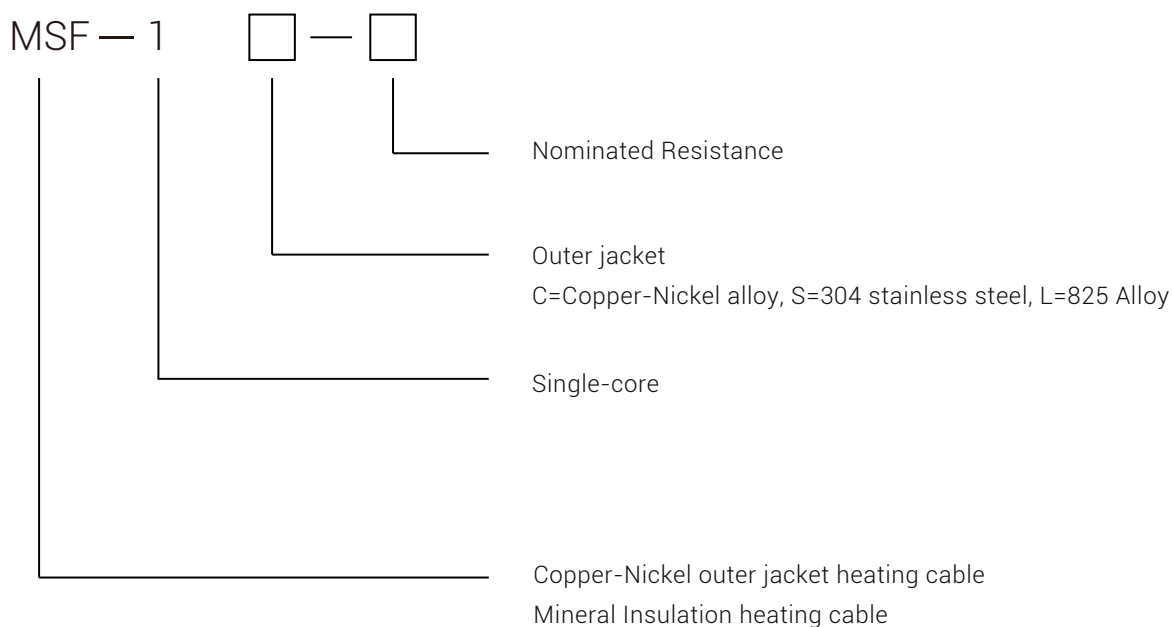 MSF — 1 □ — □
Nominated Resistance
Outer jacket
C=Copper-Nickel alloy, S=304 stainless steel, L=825 Alloy
Single-core
Copper-Nickel outer jacket heating cable
Mineral Insulation heating cable